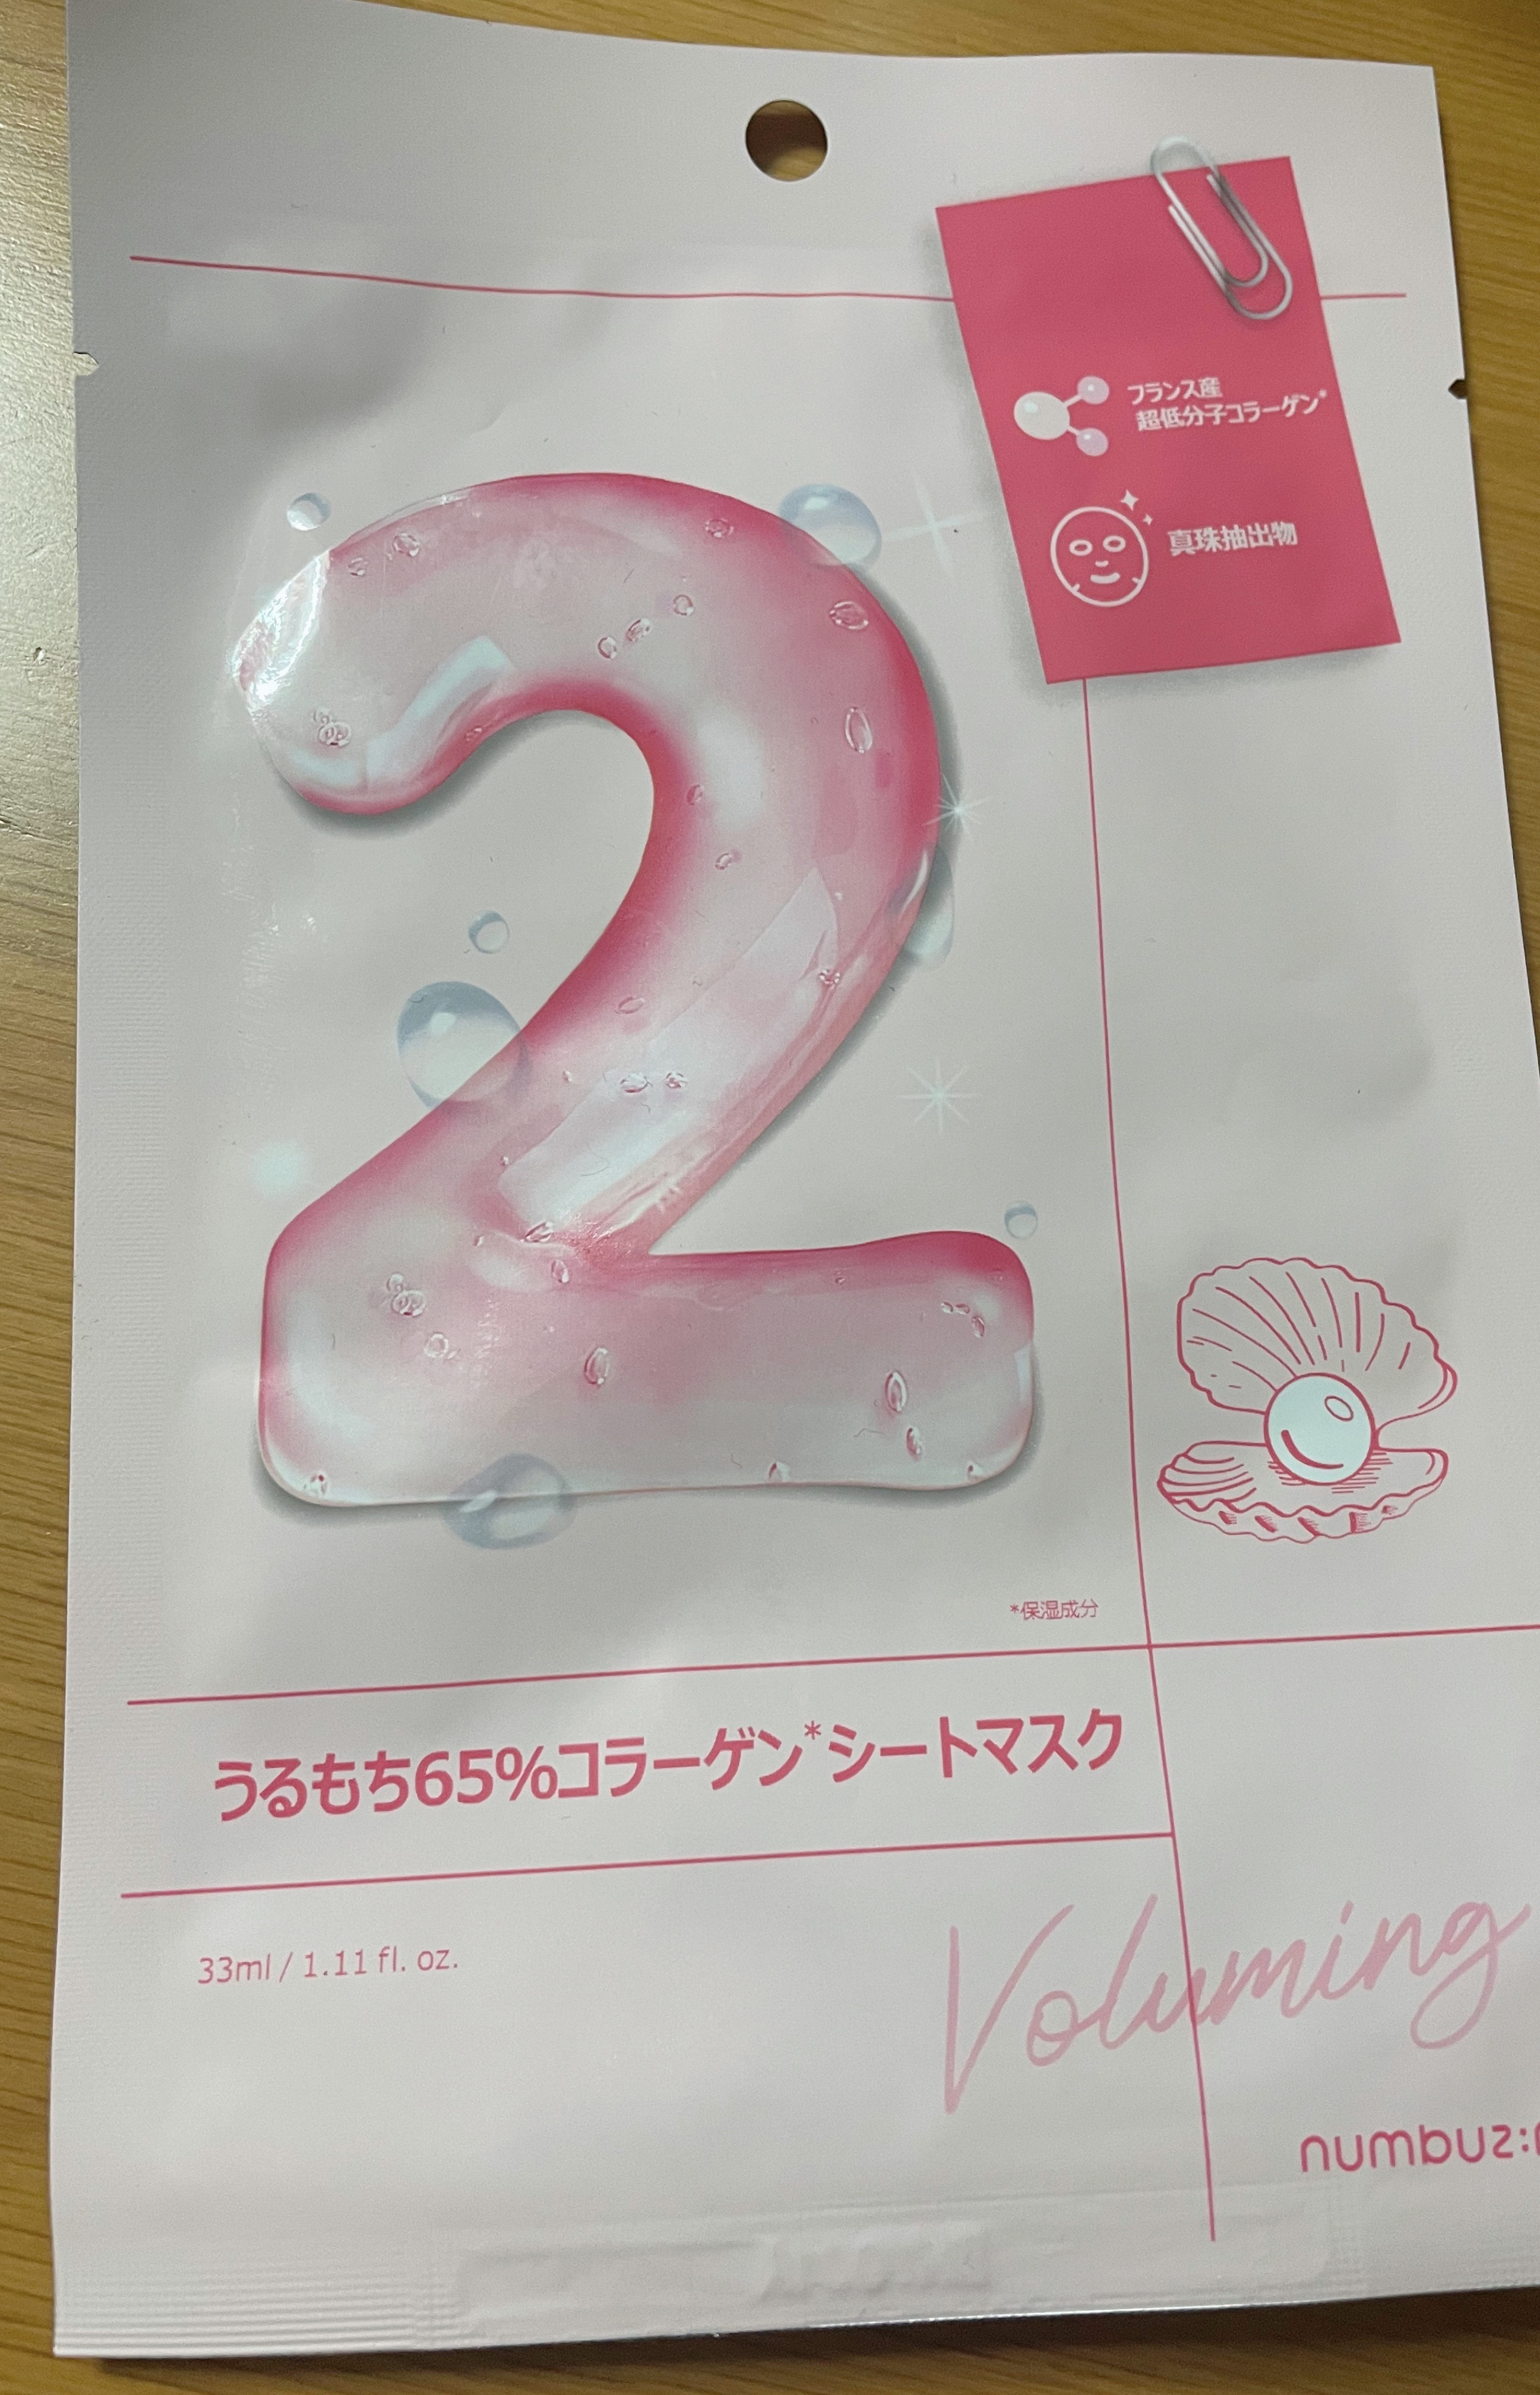 フランス産
超低分子コラーゲン*
真珠抽出物
2
*保湿成分
うるもち65%コラーゲン*シートマスク
33ml / 1.11 fl. oz.
Voluming
numbuz:n